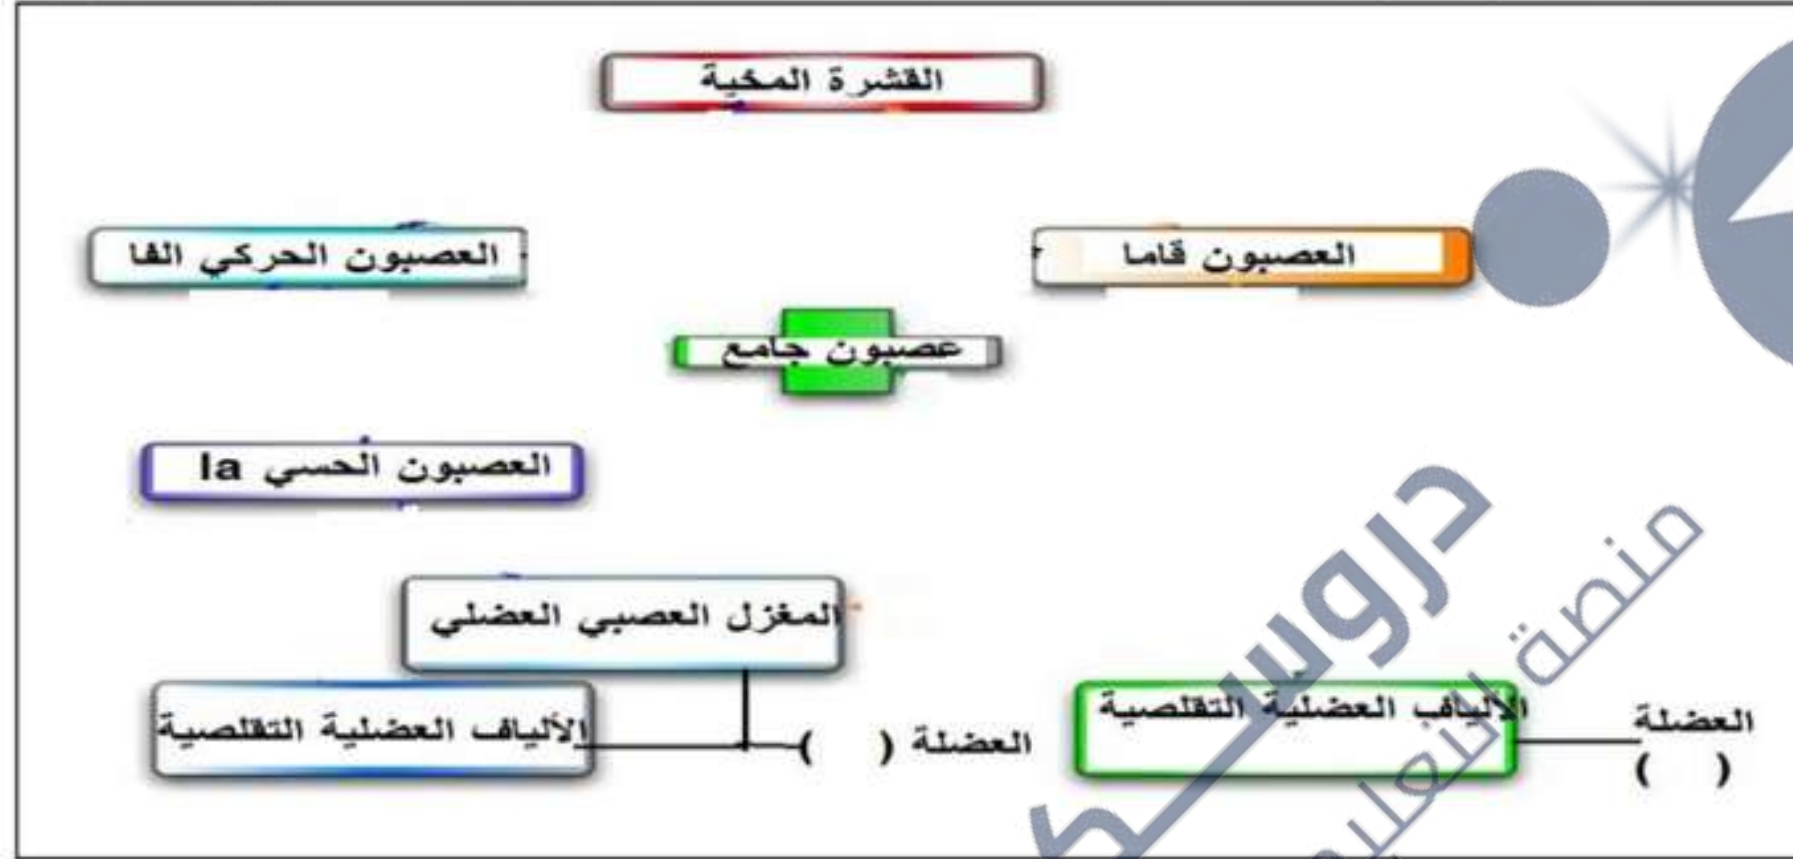 القشرة المخية
العصبون قاما
العصبون الحركي الفا
عصبون جامع
العصبون الحسي Ia
المغزل العصبي العضلي
الألياف العضلية التقلصية
العضلة
( )
العضلة ( )
الألياف العضلية التقلصية
منصة